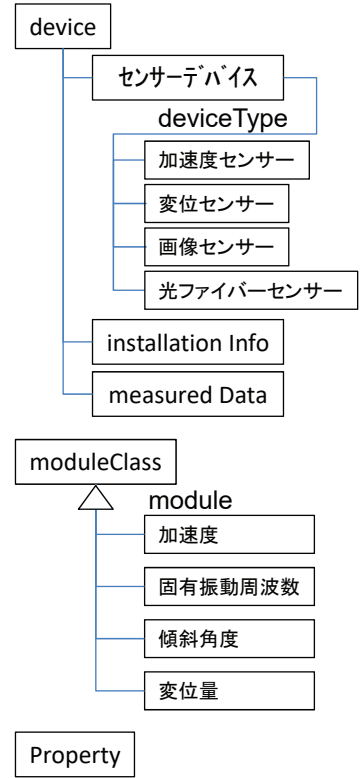 device
センサーデバイス
deviceType
加速度センサー
変位センサー
画像センサー
光ファイバーセンサー
installation Info
measured Data
moduleClass
module
加速度
固有振動周波数
傾斜角度
変位量
Property